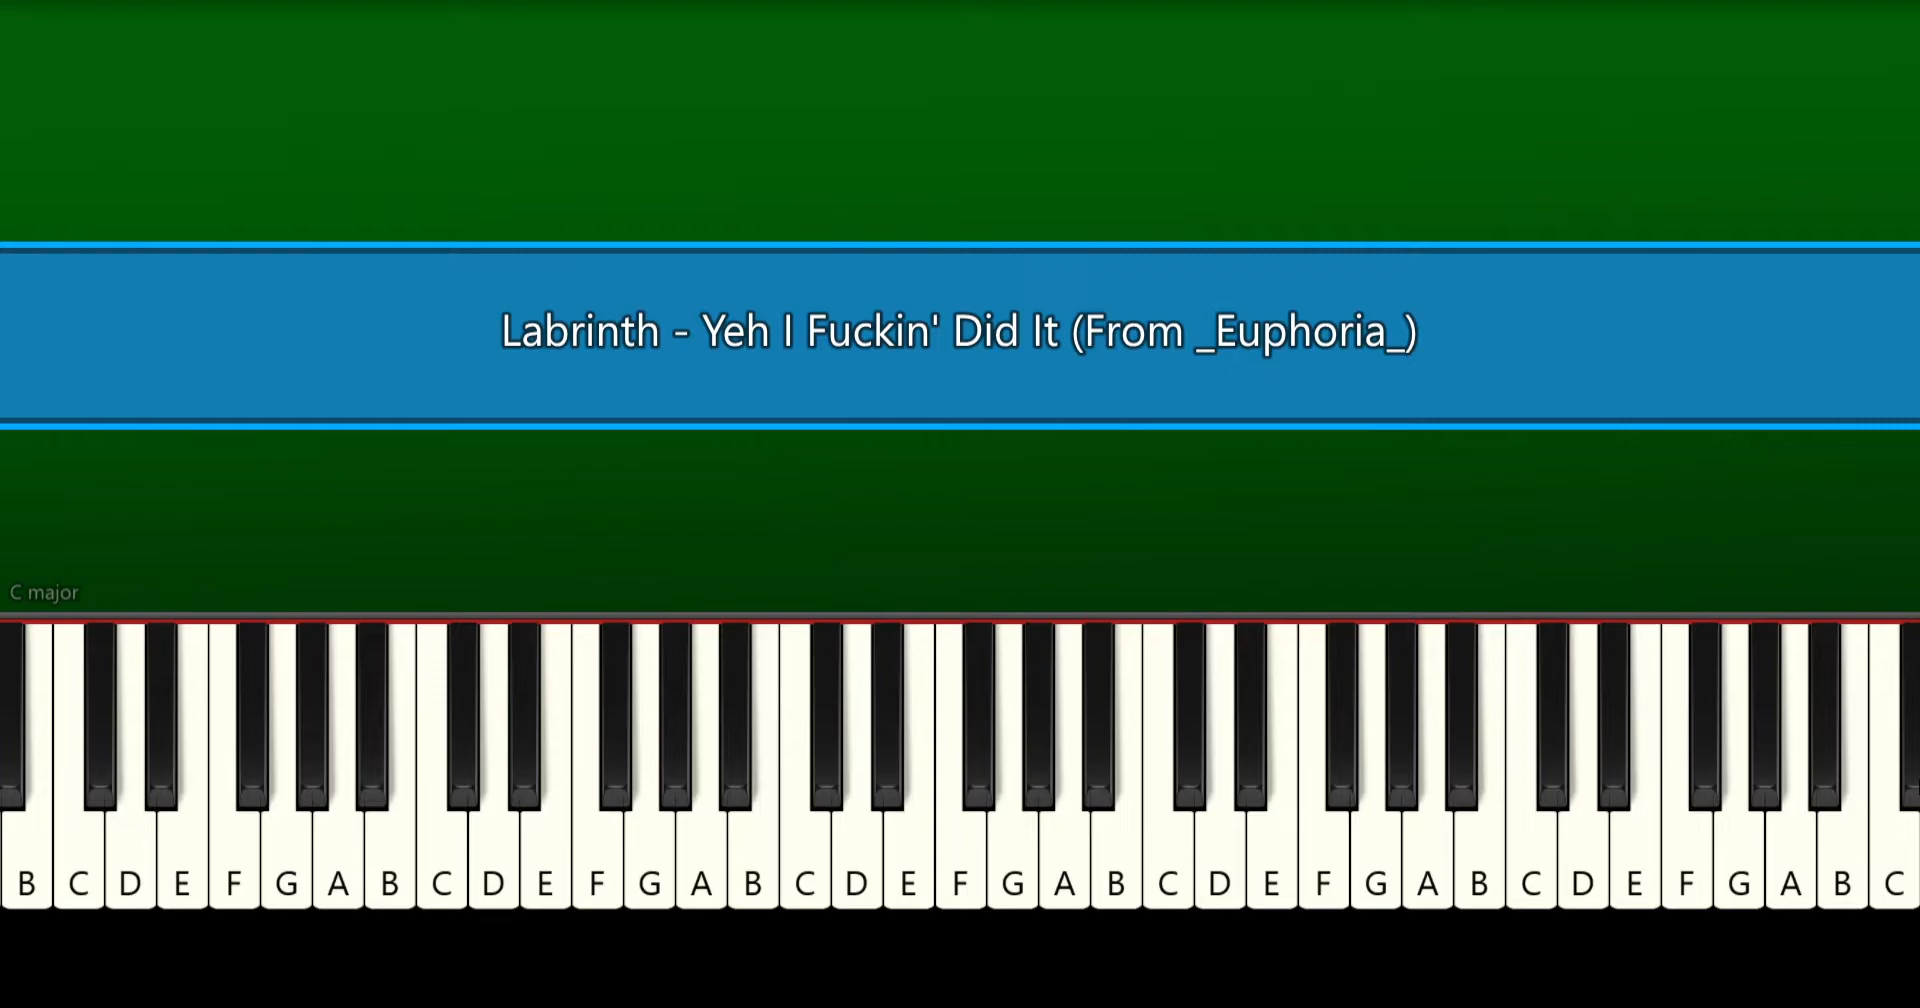 Labrinth - Yeh I Fuckin' Did It (From _Euphoria_)
C major
B C D E F G A B C D E F G A B C D E F G A B C D E F G A B C D E F G A B C